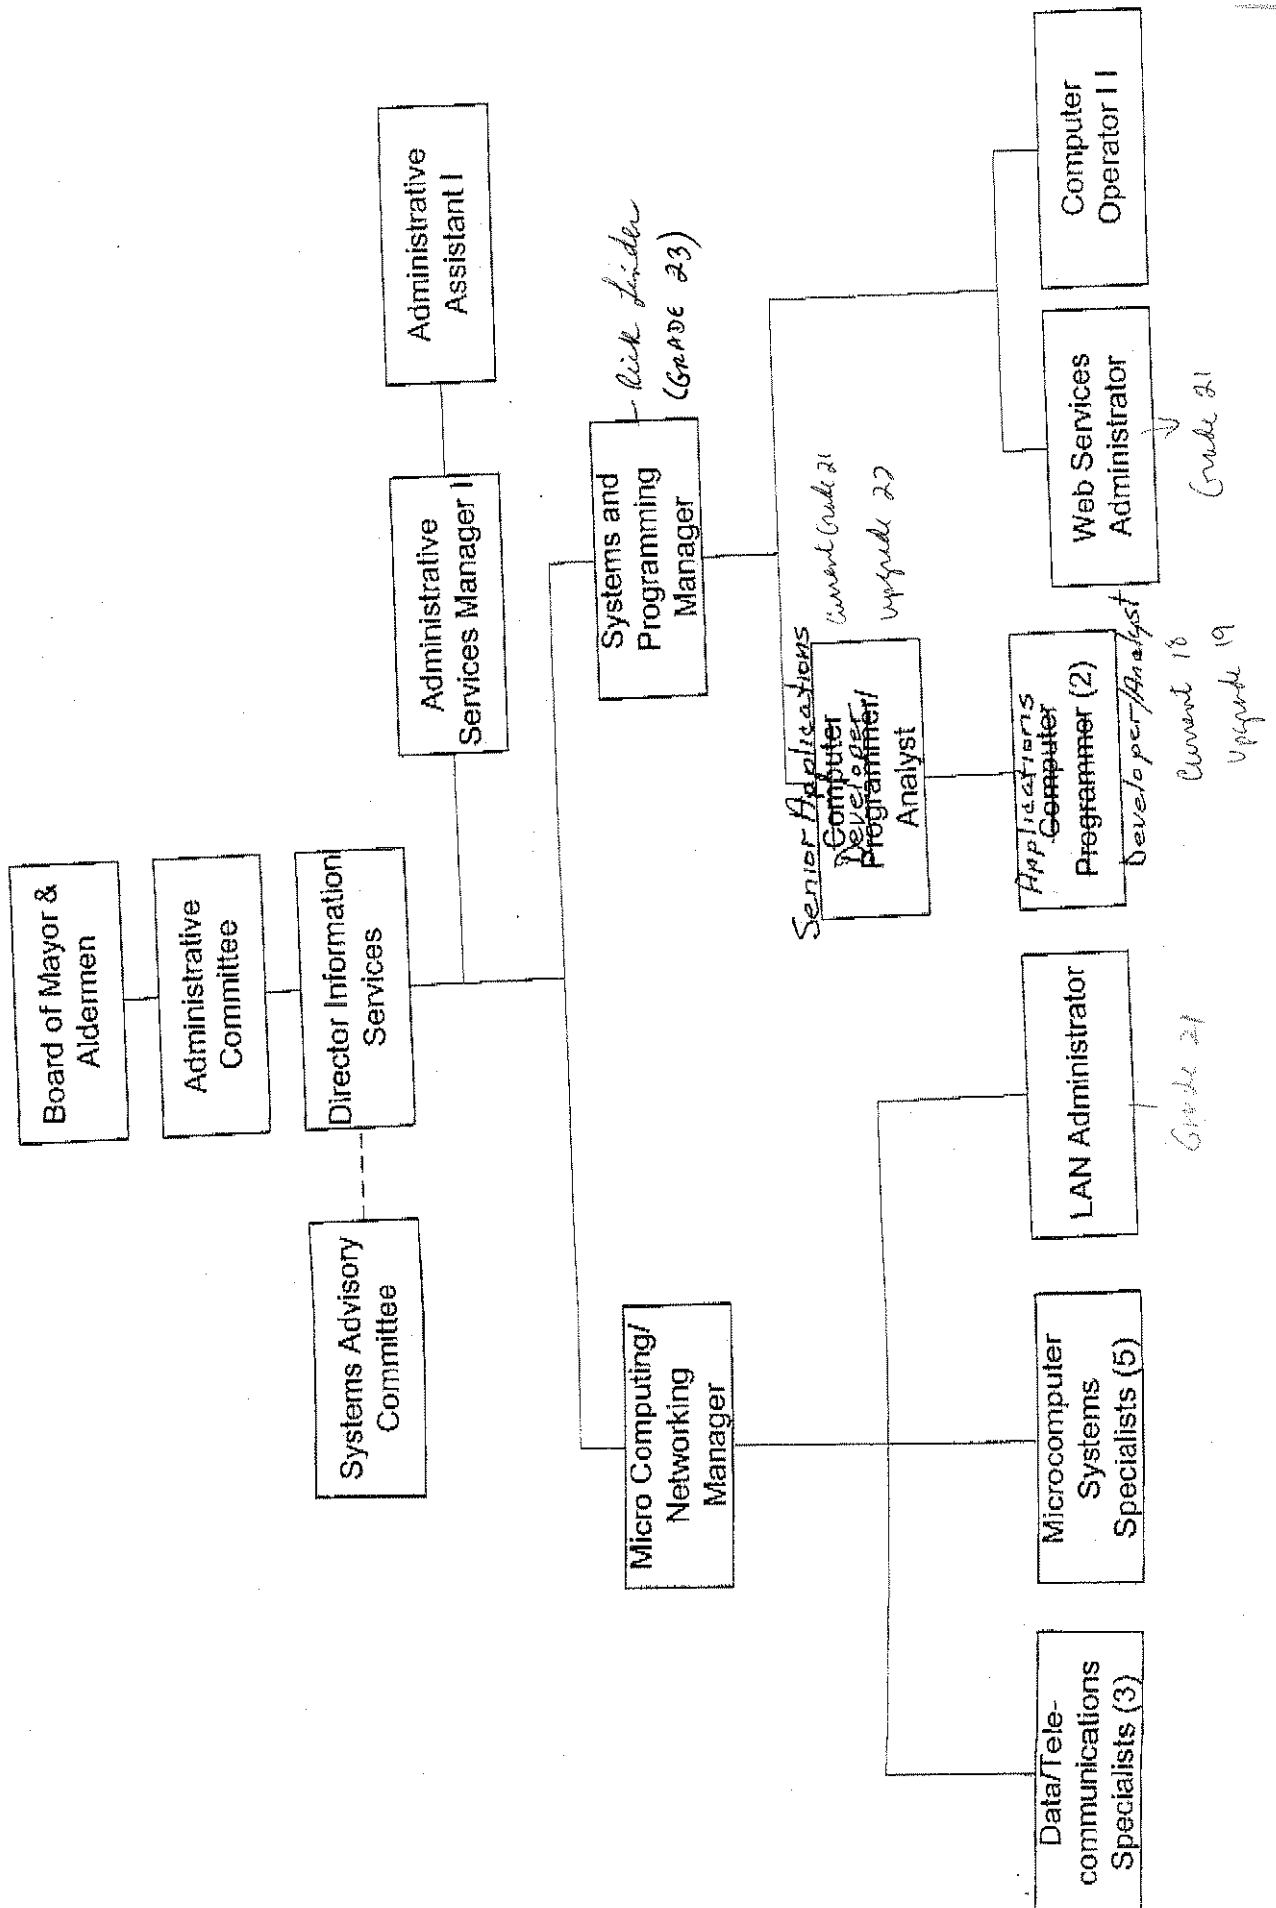 Board of Mayor &
Aldermen
Administrative
Committee
Director Information
Services
Systems Advisory
Committee
Administrative
Services Manager I
Administrative
Assistant I
Micro Computing/
Networking
Manager
Systems and
Programming
Manager
- Rick Linder
(GRADE 23)
Senior Applications
Computer
Developer
Programmer/
Analyst
Current Grade 21
Upgrade 22
Data/Tele-
communications
Specialists (3)
Microcomputer
Systems
Specialists (5)
LAN Administrator
Grade 21
Applications
Computer
Programmer (2)
Developer/Analyst
Current 18
Upgrade 19
Web Services
Administrator
Grade 21
Computer
Operator I I